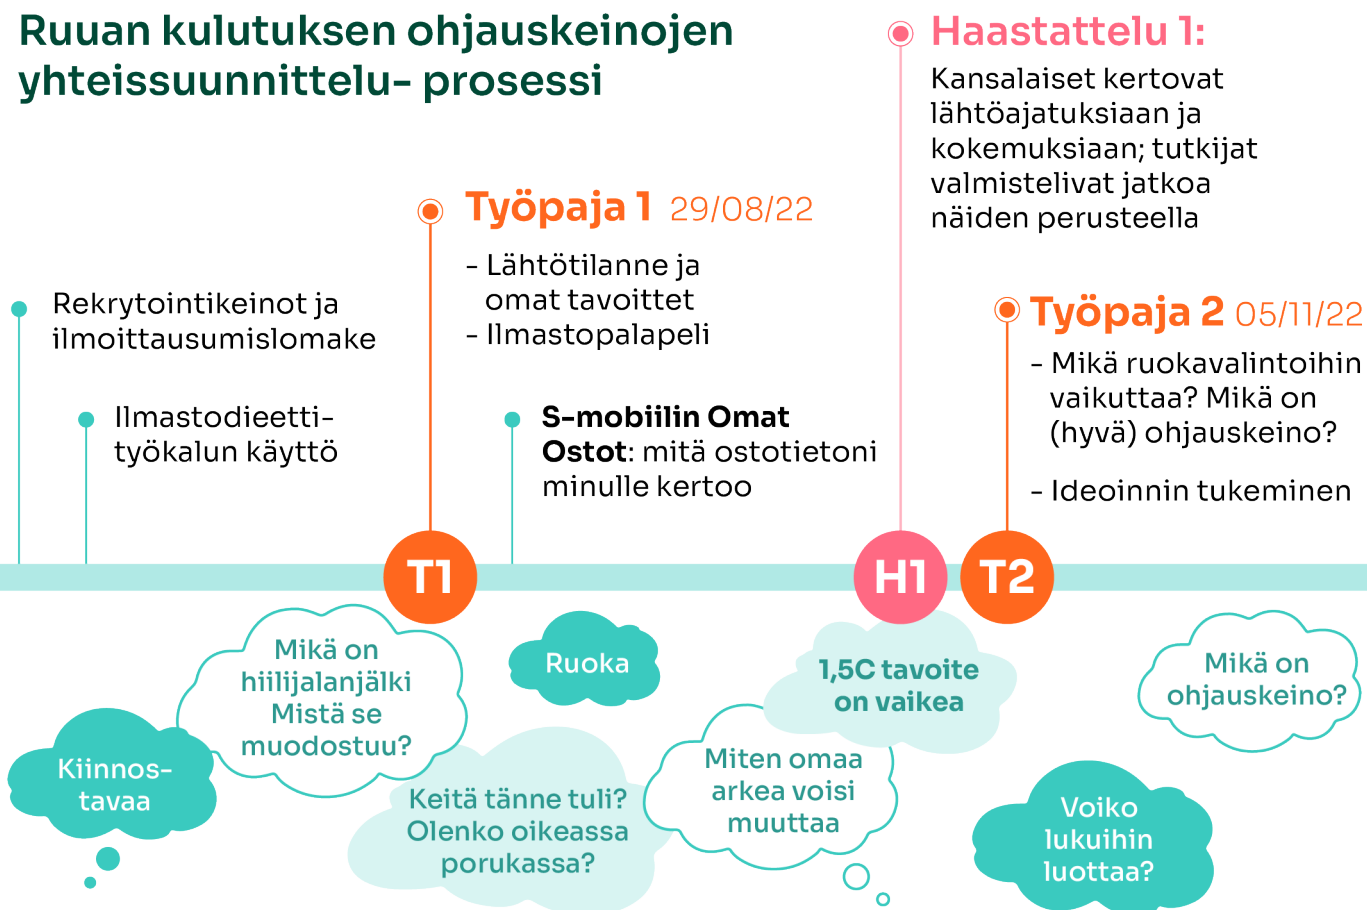 Ruuan kulutuksen ohjauskeinojen
yhteissuunnittelu- prosessi
Rekrytointikeinot ja
ilmoittausumislomake
Ilmastodieetti-
työkalun käyttö
Työpaja 1 29/08/22
- Lähtötilanne ja
omat tavoittet
- Ilmastopalapeli
S-mobiilin Omat
Ostot: mitä ostotietoni
minulle kertoo
Haastattelu 1:
Kansalaiset kertovat
lähtöajatuksiaan ja
kokemuksiaan; tutkijat
valmistelivat jatkoa
näiden perusteella
Työpaja 2 05/11/22
- Mikä ruokavalintoihin
vaikuttaa? Mikä on
(hyvä) ohjauskeino?
- Ideoinnin tukeminen
T1
H1
T2
Kiinnos-
tavaa
Mikä on
hiilijalanjälki
Mistä se
muodostuu?
Keitä tänne tuli?
Olenko oikeassa
porukassa?
Ruoka
Miten omaa
arkea voisi
muuttaa
1,5C tavoite
on vaikea
Voiko
lukuihin
luottaa?
Mikä on
ohjauskeino?